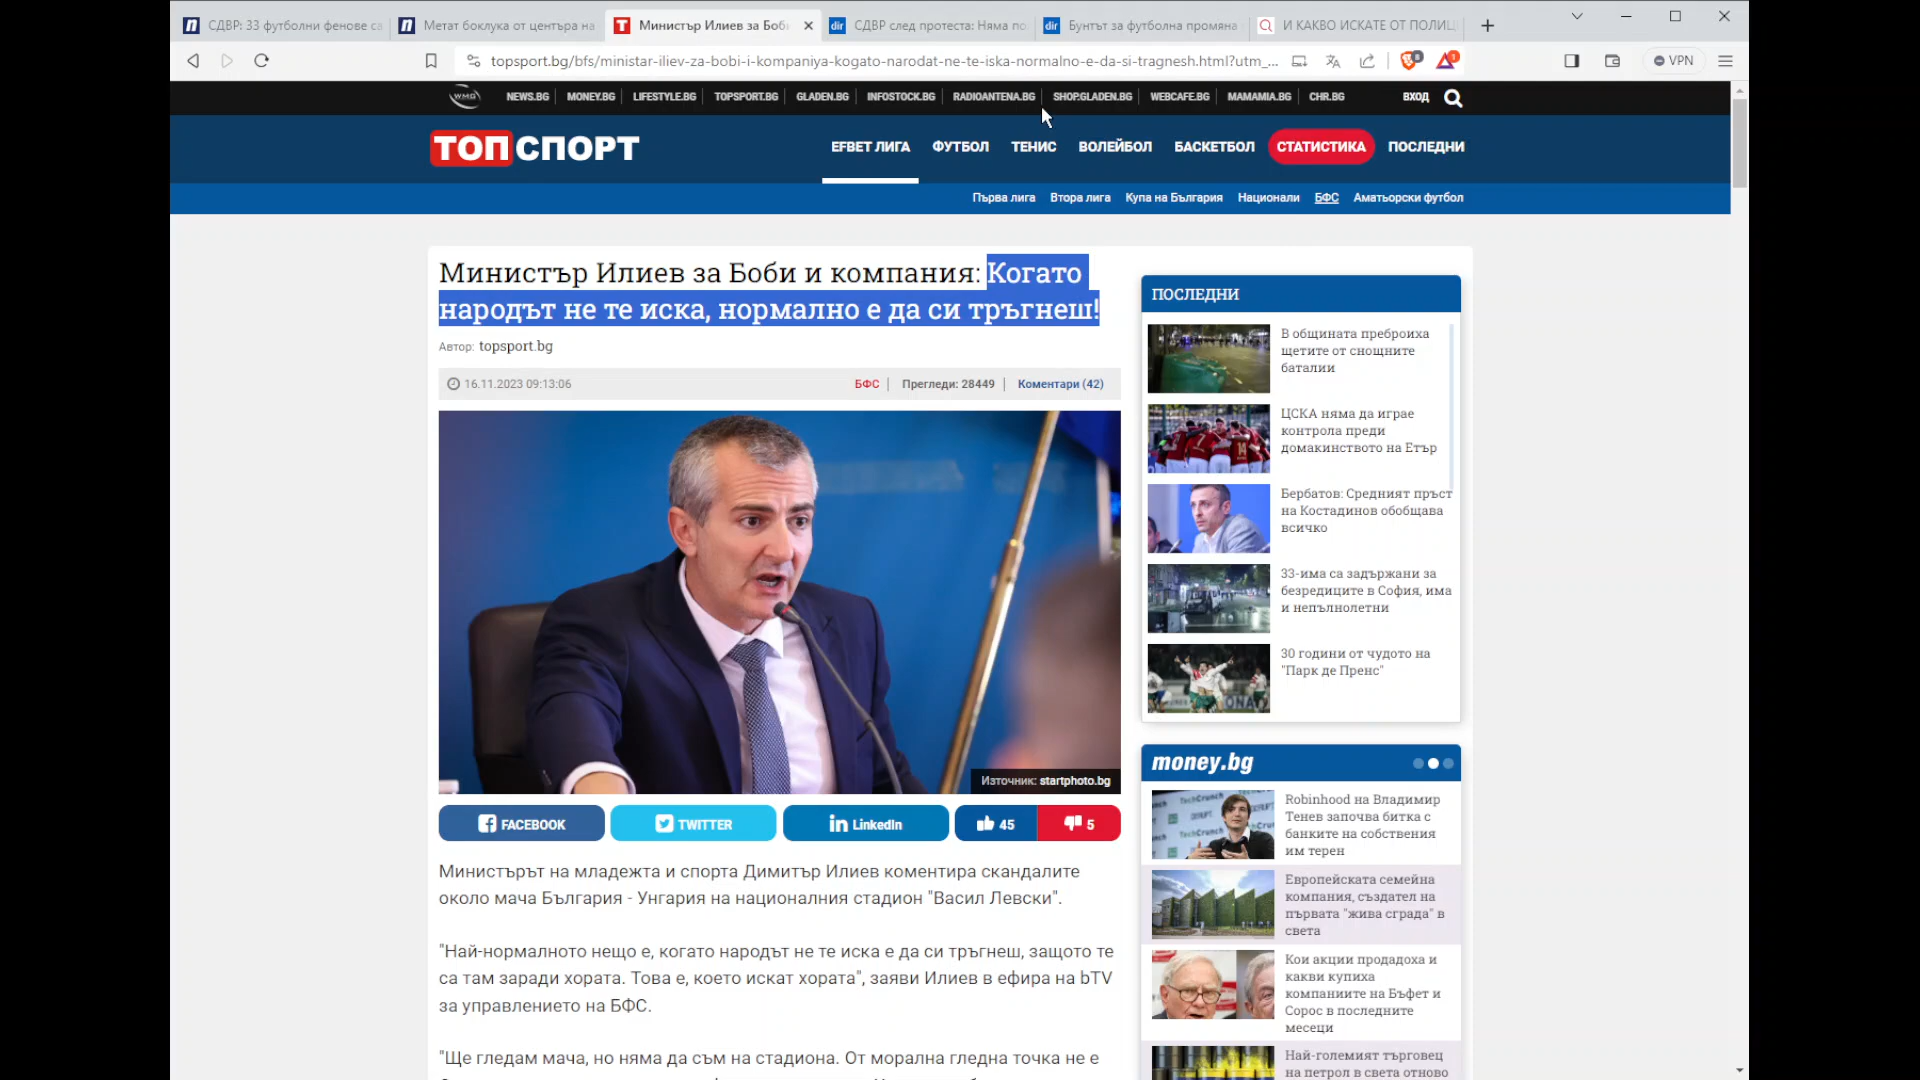 СДВР: 33 футболни фенове са
Метат боклука от центъра на
Министър Илиев за Боби
СДВР след протеста: Няма по
Бунтът за футболна промяна
И КАКВО ИСКАТЕ ОТ ПОЛИЦ
topsport.bg/bfs/ministar-iliev-za-bobi-i-kompaniya-kogato-narodat-ne-te-iska-normalno-e-da-si-tragnesh.html?utm_...
VPN
WMG NEWS.BG MONEY.BG LIFESTYLE.BG TOPSPORT.BG GLADEN.BG INFOSTOCK.BG RADIOANTENA.BG SHOP.GLADEN.BG WEBCAFE.BG MAMAMIA.BG CHR.BG ВХОД
ТОПСПОРТ
EFBET ЛИГА ФУТБОЛ ТЕНИС ВОЛЕЙБОЛ БАСКЕТБОЛ СТАТИСТИКА ПОСЛЕДНИ
Първа лига Втора лига Купа на България Национали БФС Аматьорски футбол
Министър Илиев за Боби и компания: Когато
народът не те иска, нормално е да си тръгнеш!
Автор: topsport.bg
16.11.2023 09:13:06 БФС Прегледи: 28449 Коментари (42)
Източник: startphoto.bg
FACEBOOK TWITTER LinkedIn 45 5
Министърът на младежта и спорта Димитър Илиев коментира скандалите
около мача България - Унгария на националния стадион "Васил Левски".
"Най-нормалното нещо е, когато народът не те иска е да си тръгнеш, защото те
са там заради хората. Това е, което искат хората", заяви Илиев в ефира на bTV
за управлението на БФС.
"Ще гледам мача, но няма да съм на стадиона. От морална гледна точка не е
ПОСЛЕДНИ
В общината преброиха
щетите от снощните
баталии
ЦСКА няма да играе
контрола преди
домакинството на Етър
Бербатов: Средният пръст
на Костадинов обобщава
всичко
33-има са задържани за
безредиците в София, има
и непълнолетни
30 години от чудото на
"Парк де Пренс"
money.bg
Robinhood на Владимир
Тенев започва битка с
банките на собствения
им терен
Европейската семейна
компания, създател на
първата "жива сграда" в
света
Кои акции продадоха и
какви купиха
компаниите на Бъфет и
Сорос в последните
месеци
Най-големият търговец
на петрол в света отново